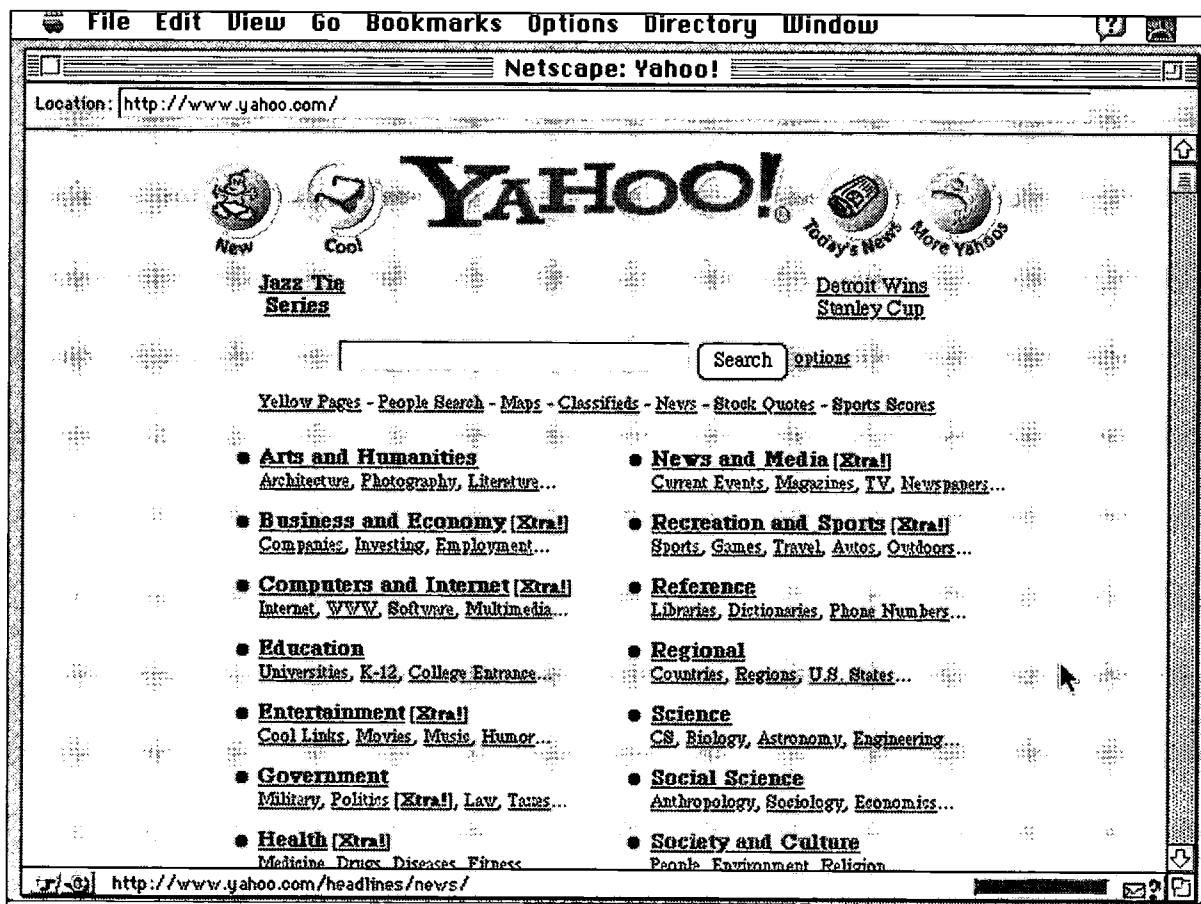 File Edit View Go Bookmarks Options Directory Window
Netscape: Yahoo!
Location: http://www.yahoo.com/
New Cool YAHOO! Today's News More Yahoos
Jazz Tie Series
Detroit Wins Stanley Cup
Search options
Yellow Pages - People Search - Maps - Classifieds - News - Stock Quotes - Sports Scores
Arts and Humanities
Architecture, Photography, Literature...
News and Media [Xtra!]
Current Events, Magazines, TV, Newspapers...
Business and Economy [Xtra!]
Companies, Investing, Employment...
Recreation and Sports [Xtra!]
Sports, Games, Travel, Autos, Outdoors...
Computers and Internet [Xtra!]
Internet, WWW, Software, Multimedia...
Reference
Libraries, Dictionaries, Phone Numbers...
Education
Universities, K-12, College Entrance...
Regional
Countries, Regions, U.S. States...
Entertainment [Xtra!]
Cool Links, Movies, Music, Humor...
Science
CS, Biology, Astronomy, Engineering...
Government
Military, Politics [Xtra!], Law, Taxes...
Social Science
Anthropology, Sociology, Economics...
Health [Xtra!]
Medicine, Drugs, Diseases, Fitness
Society and Culture
People, Environment, Religion
http://www.yahoo.com/headlines/news/